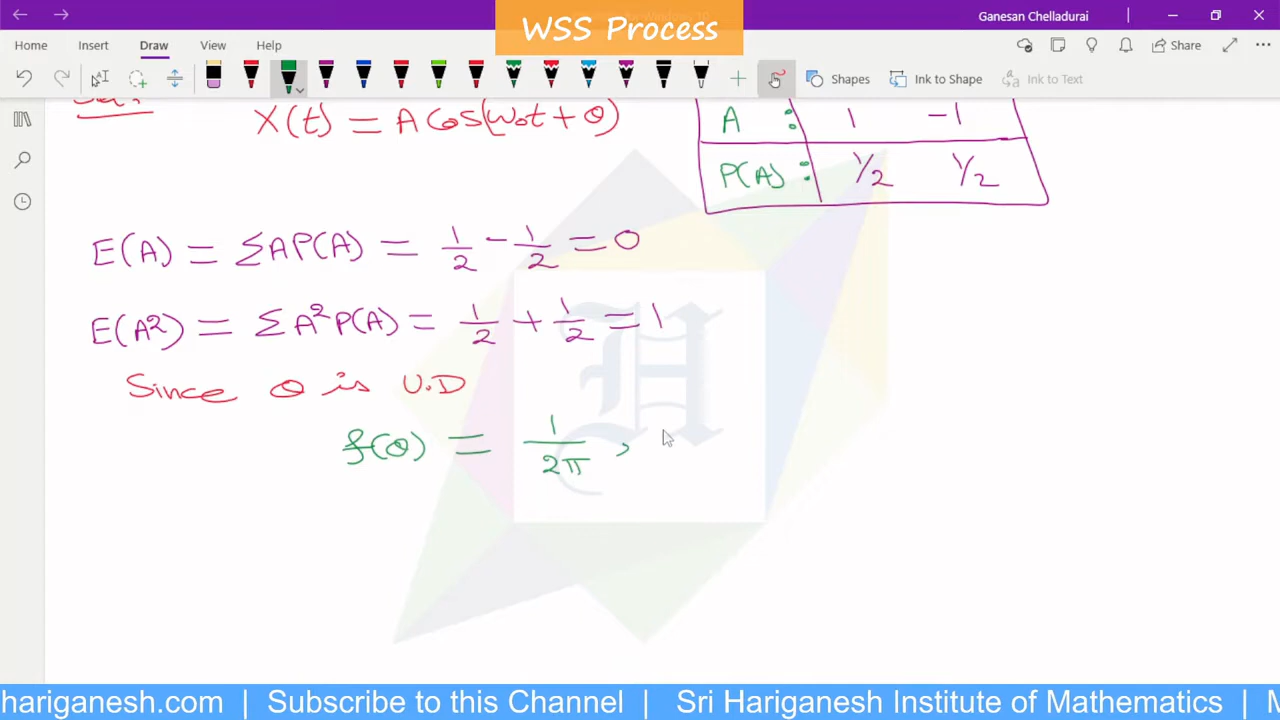 WSS Process
Ganesan Chelladurai
Home Insert Draw View Help
Share
Shapes
Ink to Shape
Ink to Text
X(t) = A Cos(ω₀t + θ)
A : 1 -1
P(A) : 1/2 1/2
E(A) = ΣAP(A) = 1/2 - 1/2 = 0
E(A²) = ΣA²P(A) = 1/2 + 1/2 = 1
Since θ is U.D
f(θ) = 1/2π ,
hariganesh.com | Subscribe to this Channel | Sri Hariganesh Institute of Mathematics |